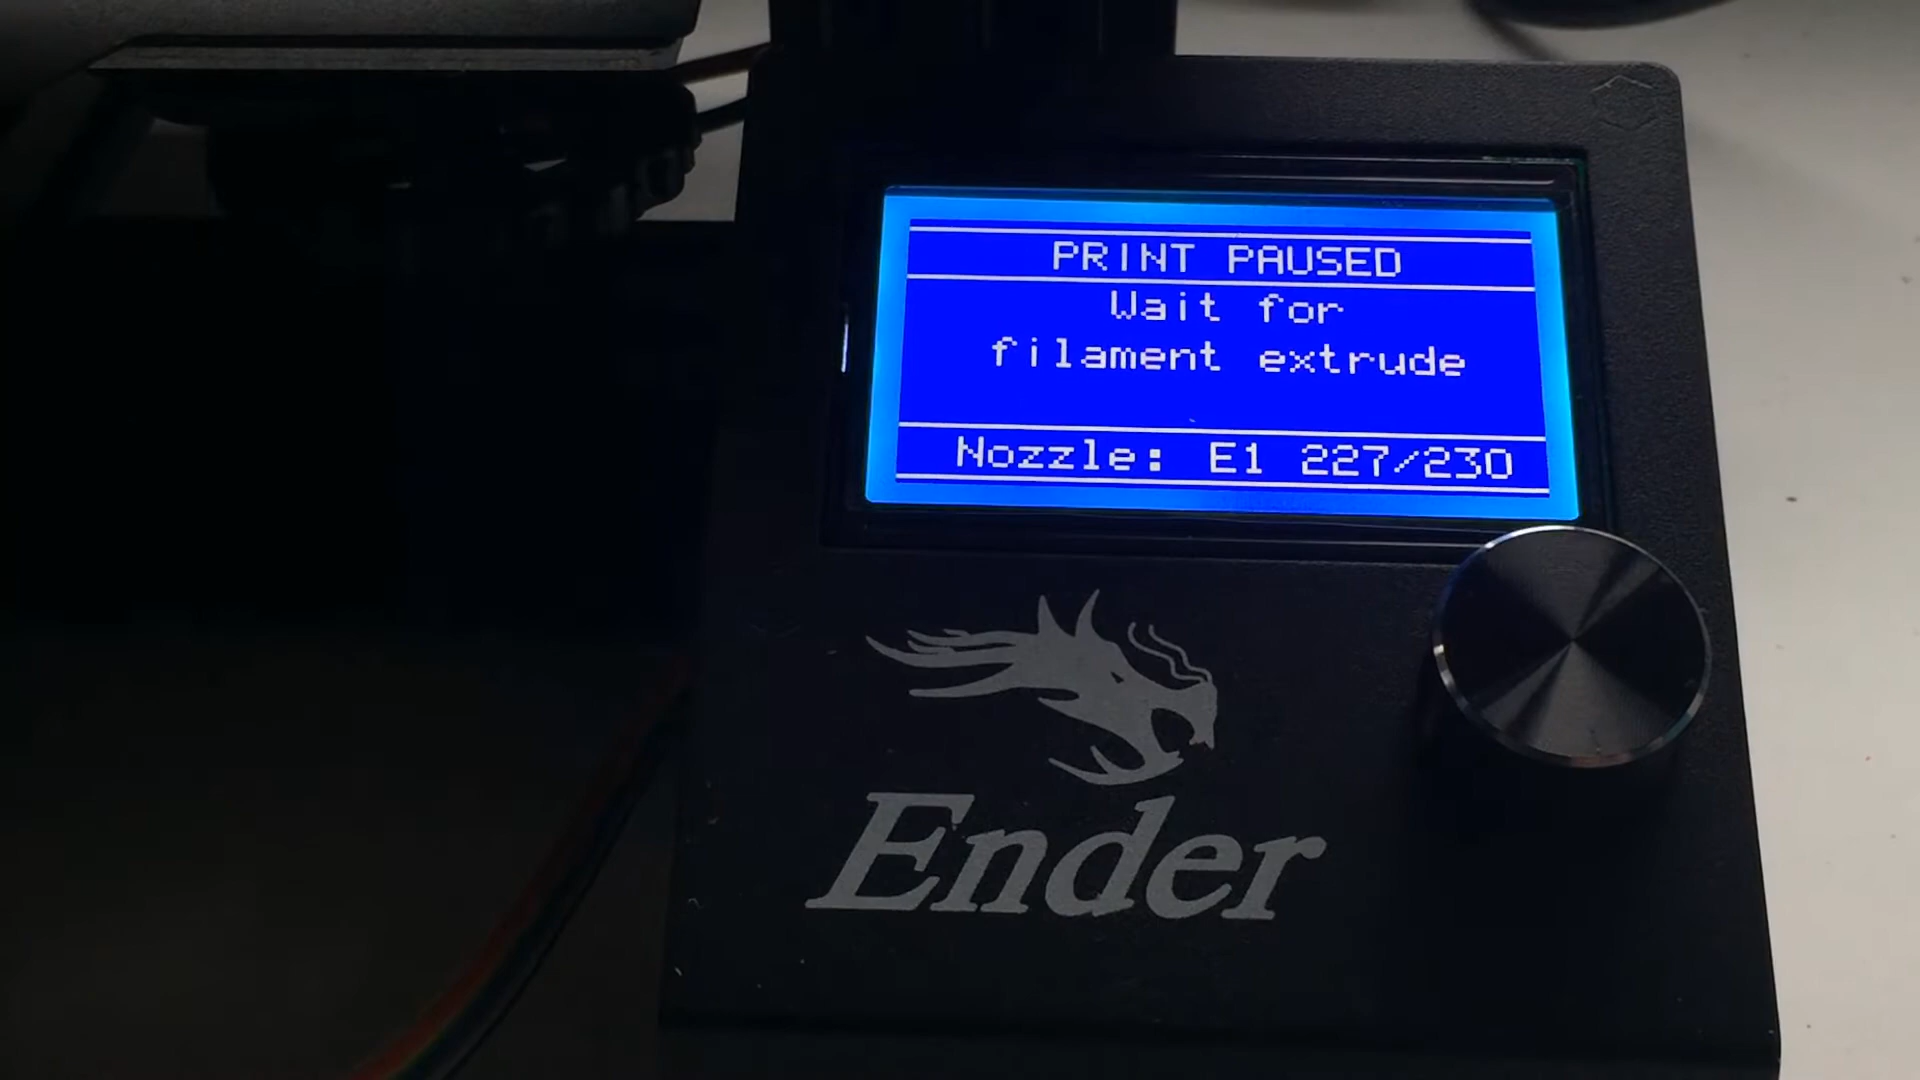 PRINT PAUSED
Wait for
filament extrude
Nozzle: E1 227/230
Ender